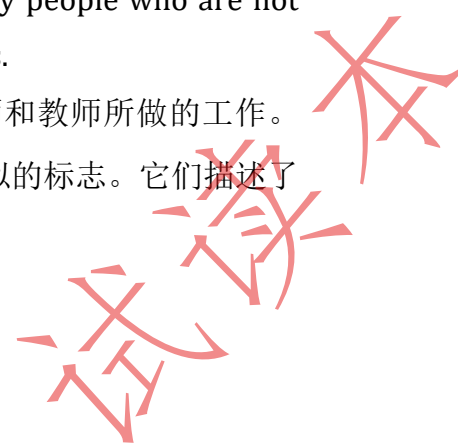 y people who are not
.
和教师所做的工作。
的标志。它们描述了
试读本